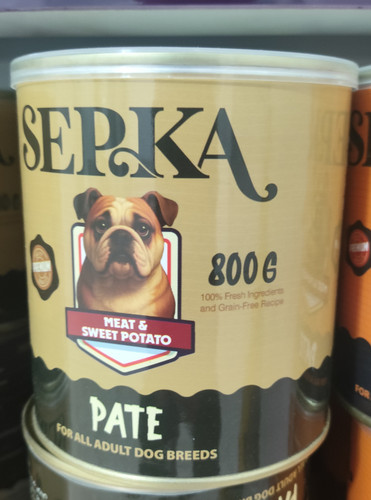 SEPKA
800 G
100% Fresh Ingredients
and Grain-Free Recipe
MEAT &
SWEET POTATO
PATE
FOR ALL ADULT DOG BREEDS